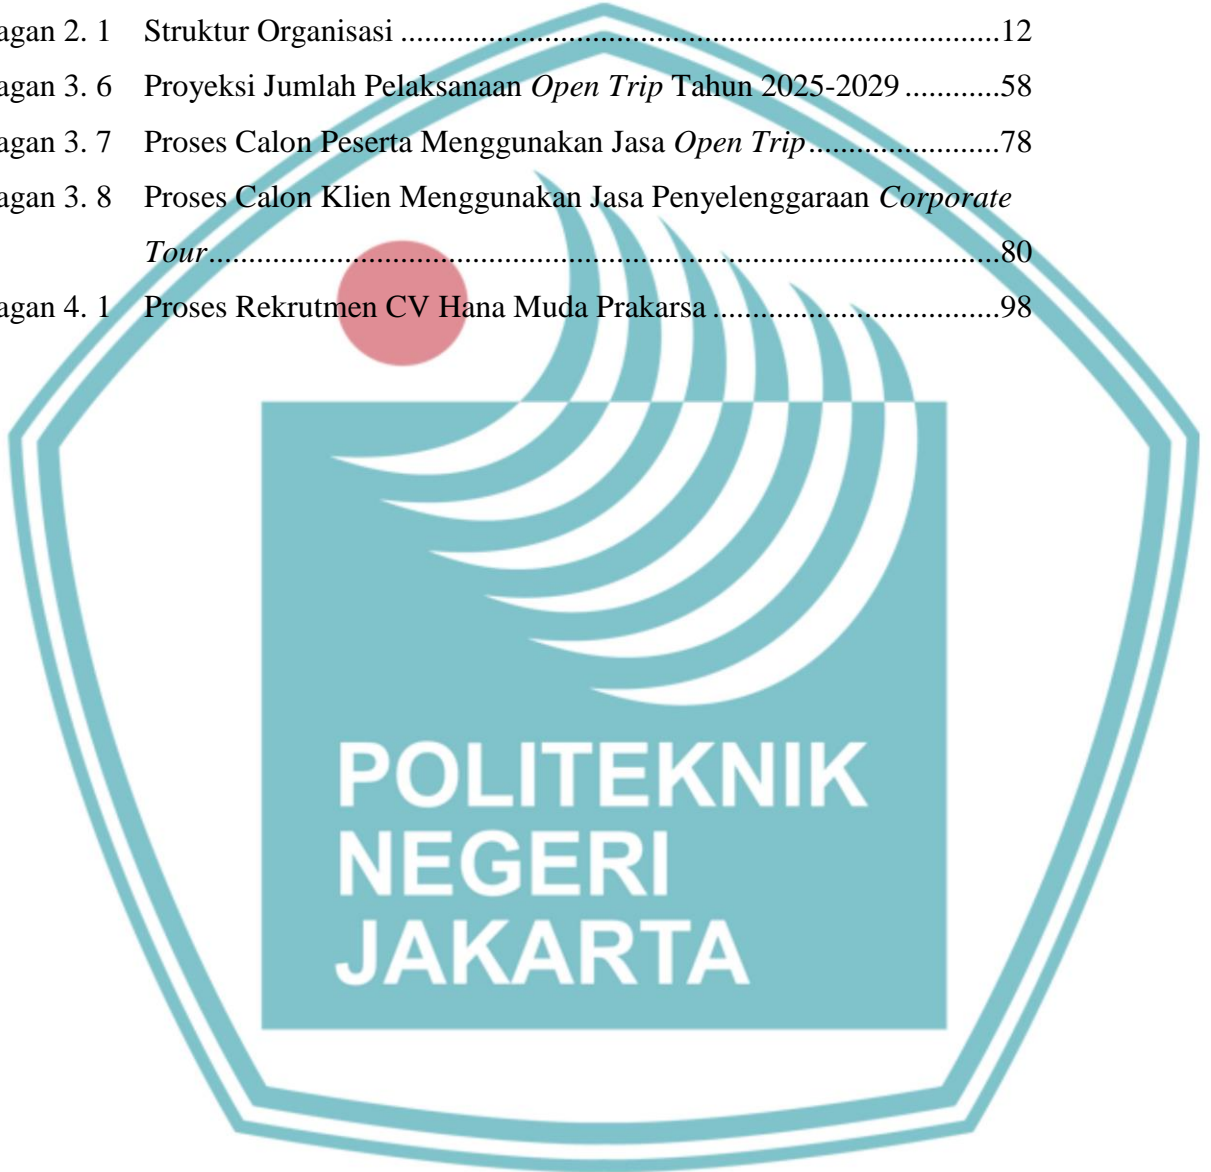 agan 2. 1 Struktur Organisasi ...........................................................................12
agan 3. 6 Proyeksi Jumlah Pelaksanaan Open Trip Tahun 2025-2029 ............58
agan 3. 7 Proses Calon Peserta Menggunakan Jasa Open Trip........................78
agan 3. 8 Proses Calon Klien Menggunakan Jasa Penyelenggaraan Corporate
Tour...................................................................................................80
agan 4. 1 Proses Rekrutmen CV Hana Muda Prakarsa ....................................98
POLITEKNIK
NEGERI
JAKARTA